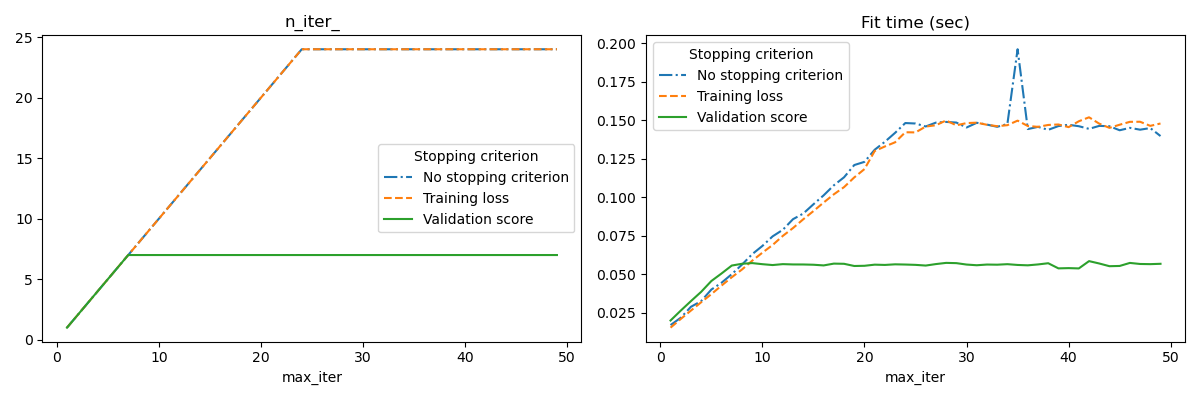 n_iter_
25
20
15
10
5
0
Stopping criterion
No stopping criterion
Training loss
Validation score
0 10 20 30 40 50
max_iter
Fit time (sec)
0.200
0.175
0.150
0.125
0.100
0.075
0.050
0.025
Stopping criterion
No stopping criterion
Training loss
Validation score
0 10 20 30 40 50
max_iter